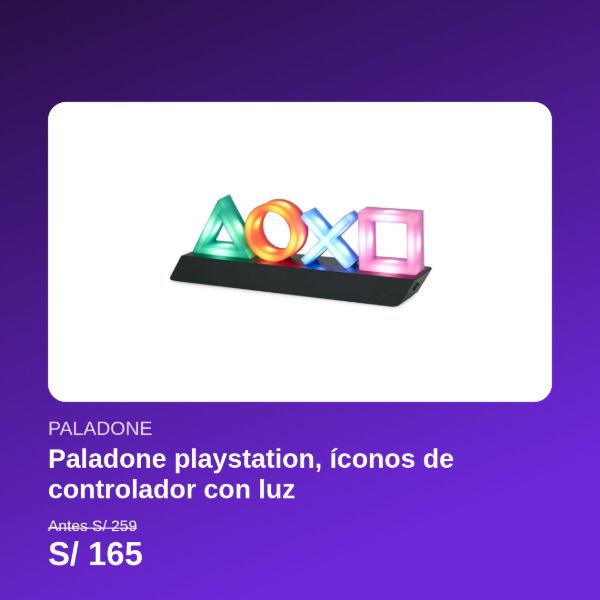 PALADONE
Paladone playstation, íconos de
controlador con luz
Antes S/ 259
S/ 165